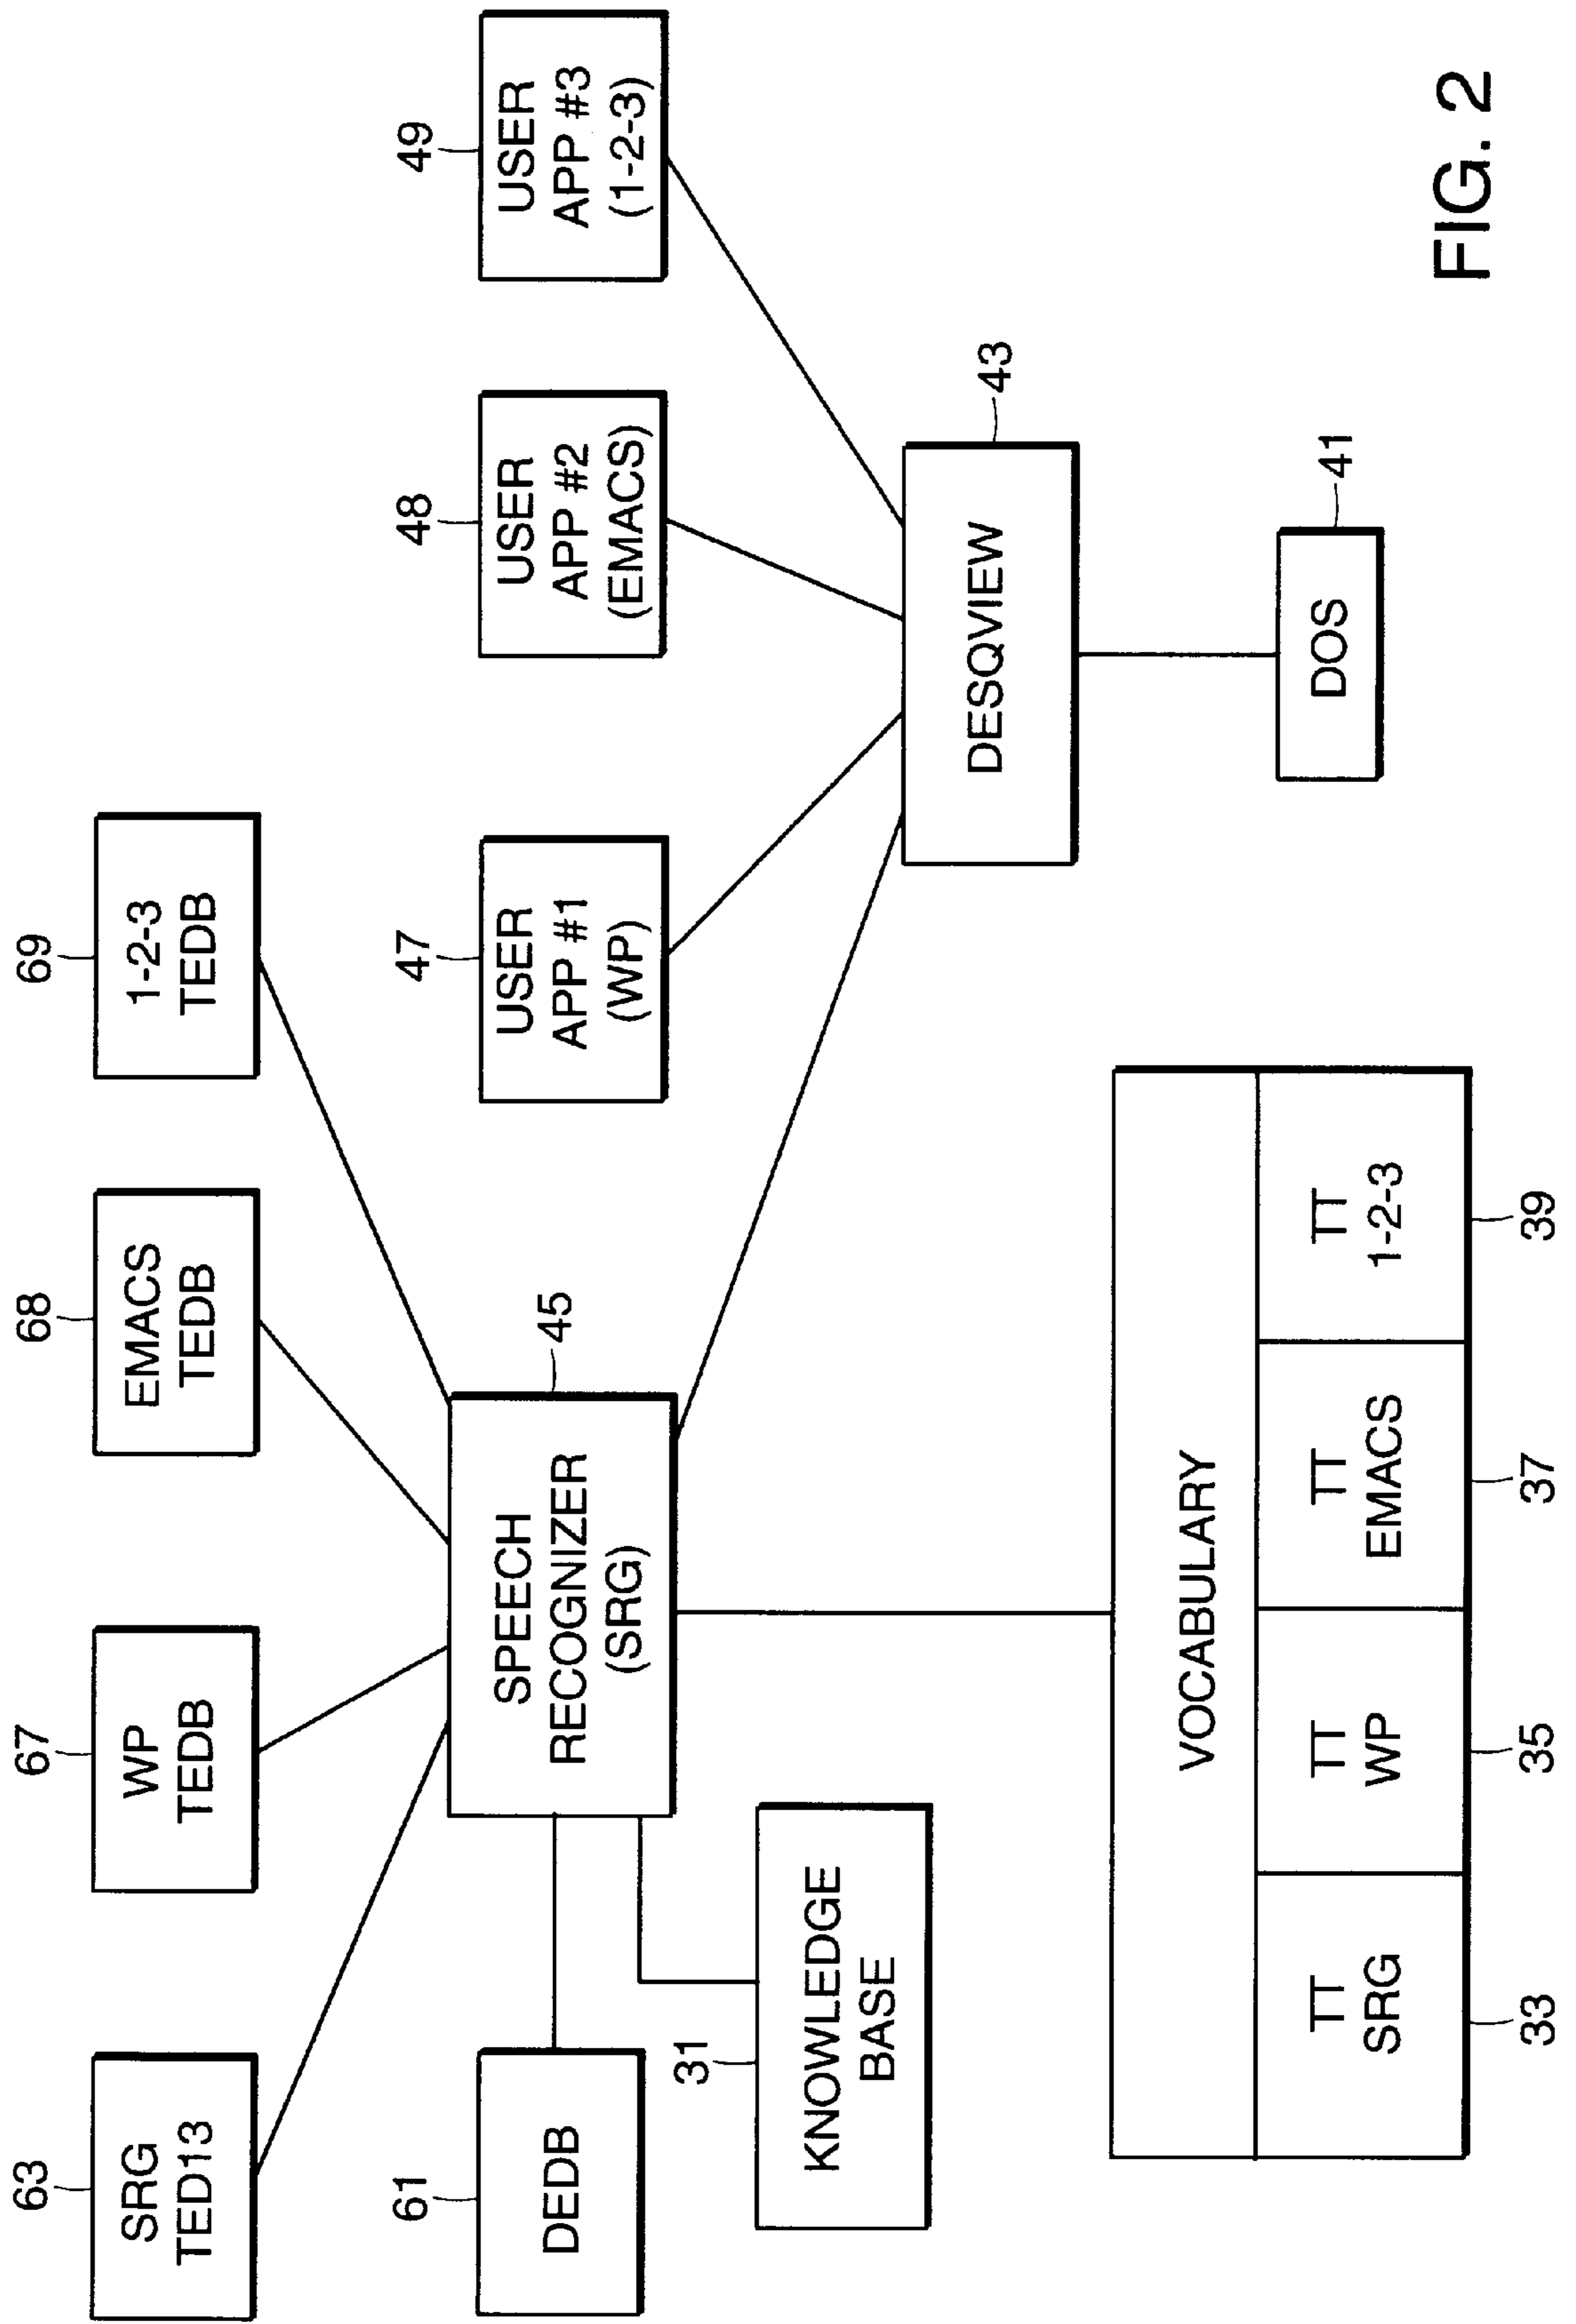 63
SRG
TED13
67
WP
TEDB
68
EMACS
TEDB
69
1-2-3
TEDB
61
DEDB
45
SPEECH
RECOGNIZER
(SRG)
47
USER
APP #1
(WP)
48
USER
APP #2
(EMACS)
49
USER
APP #3
(1-2-3)
31
KNOWLEDGE
BASE
43
DESQVIEW
VOCABULARY
TT
SRG
TT
WP
TT
EMACS
TT
1-2-3
33
35
37
39
41
DOS
FIG. 2